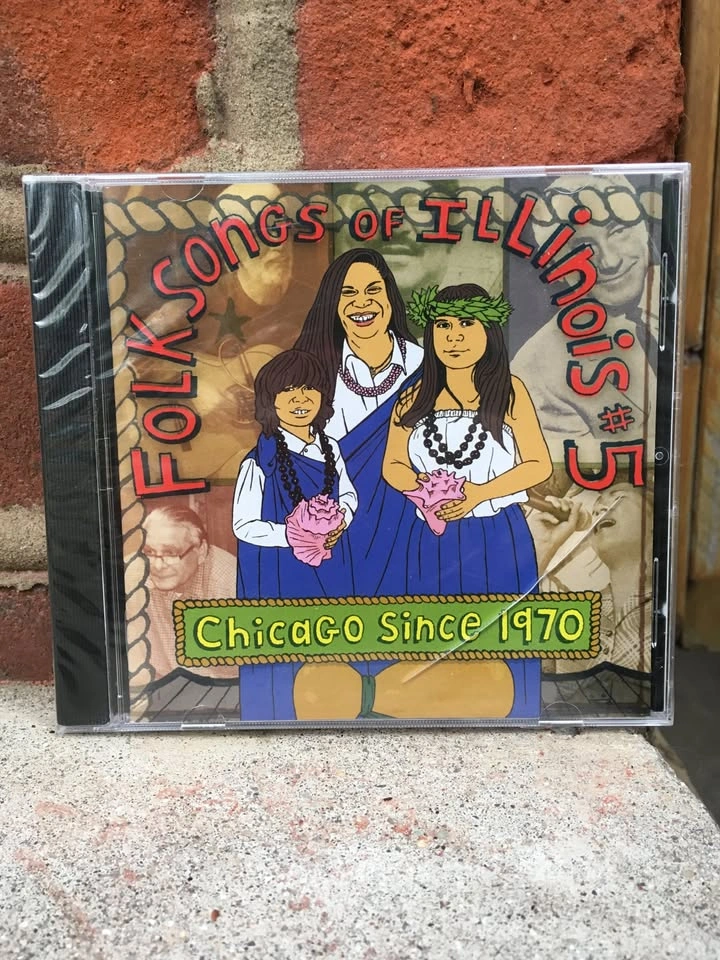 FOLKSONGS OF ILLinoiS #5
ChicaGO Since 1970